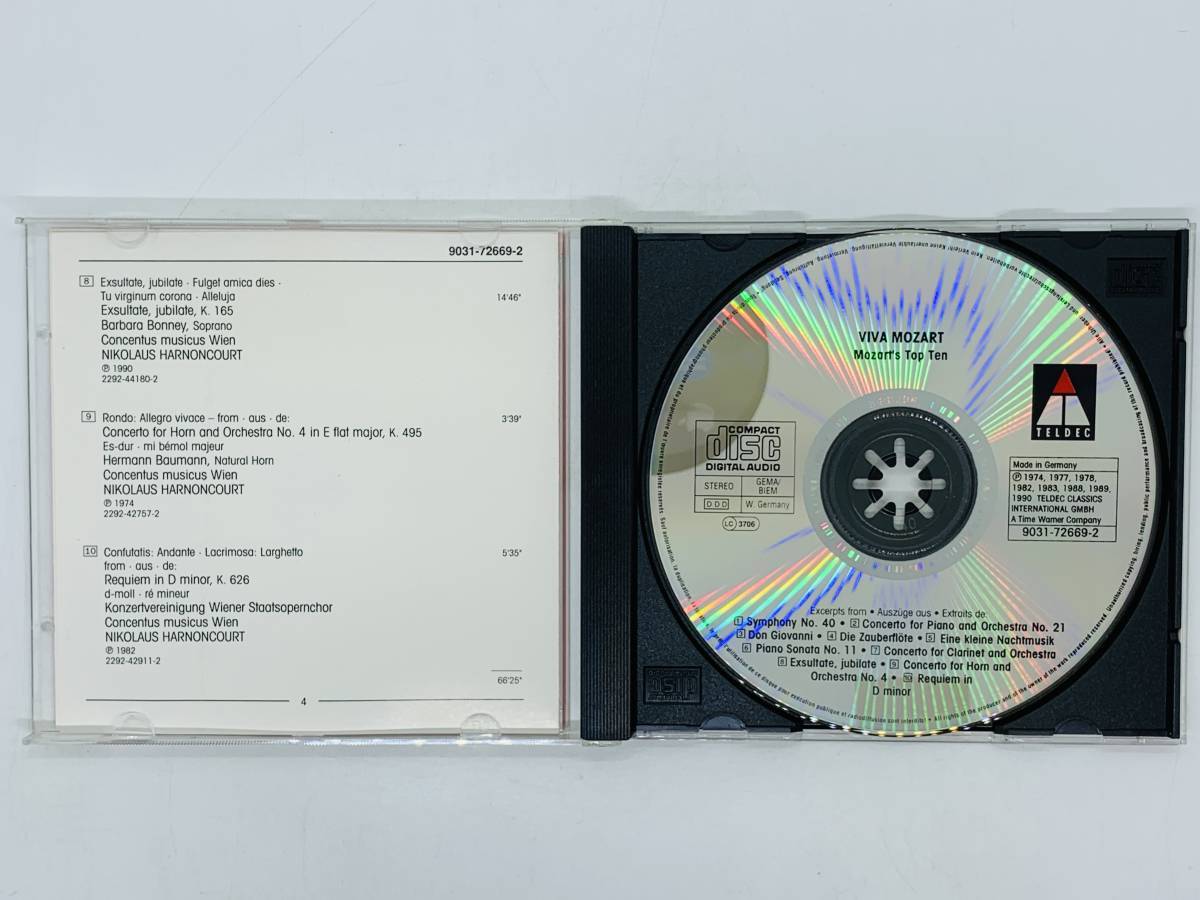 9031-72669-2
8 Exsultate, jubilate · Fulget amica dies ·
Tu virginum corona · Alleluja 14'46"
Exsultate, jubilate, K. 165
Barbara Bonney, Soprano
Concentus musicus Wien
NIKOLAUS HARNONCOURT
℗ 1990
2292-44180-2
9 Rondo: Allegro vivace – from · aus · de: 3'39"
Concerto for Horn and Orchestra No. 4 in E flat major, K. 495
Es-dur · mi bémol majeur
Hermann Baumann, Natural Horn
Concentus musicus Wien
NIKOLAUS HARNONCOURT
℗ 1974
2292-42757-2
10 Confutatis: Andante · Lacrimosa: Larghetto 5'35"
from · aus · de:
Requiem in D minor, K. 626
d-moll · ré mineur
Konzertvereinigung Wiener Staatsopernchor
Concentus musicus Wien
NIKOLAUS HARNONCOURT
℗ 1982
2292-42911-2
66'25"
4
VIVA MOZART
Mozart's Top Ten
COMPACT
disc
DIGITAL AUDIO
STEREO
GEMA/
BIEM
DDD
W. Germany
LC 3706
TELDEC
Made in Germany
℗ 1974, 1977, 1978,
1982, 1983, 1988, 1989,
1990 TELDEC CLASSICS
INTERNATIONAL GMBH
A Time Warner Company
9031-72669-2
Excerpts from • Auszüge aus • Extraits de:
1 Symphony No. 40 • 2 Concerto for Piano and Orchestra No. 21
3 Don Giovanni • 4 Die Zauberflöte • 5 Eine kleine Nachtmusik
6 Piano Sonata No. 11 • 7 Concerto for Clarinet and Orchestra
8 Exsultate, jubilate • 9 Concerto for Horn and
Orchestra No. 4 • 10 Requiem in
D minor